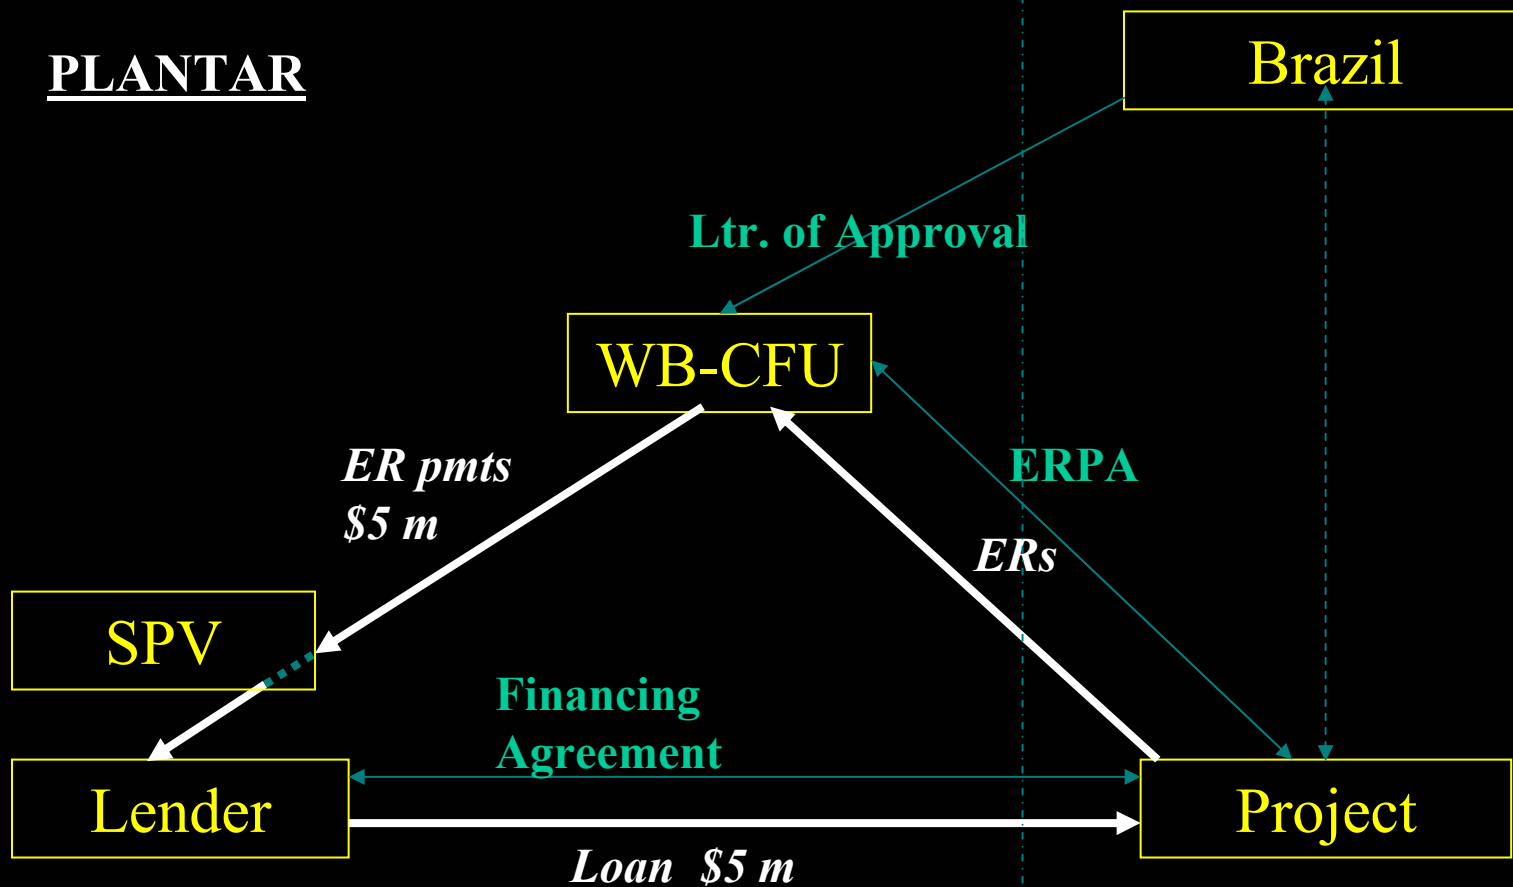 PLANTAR
Brazil
Ltr. of Approval
WB-CFU
ER pmts
$5 m
ERPA
ERs
SPV
Financing
Agreement
Lender
Project
Loan $5 m